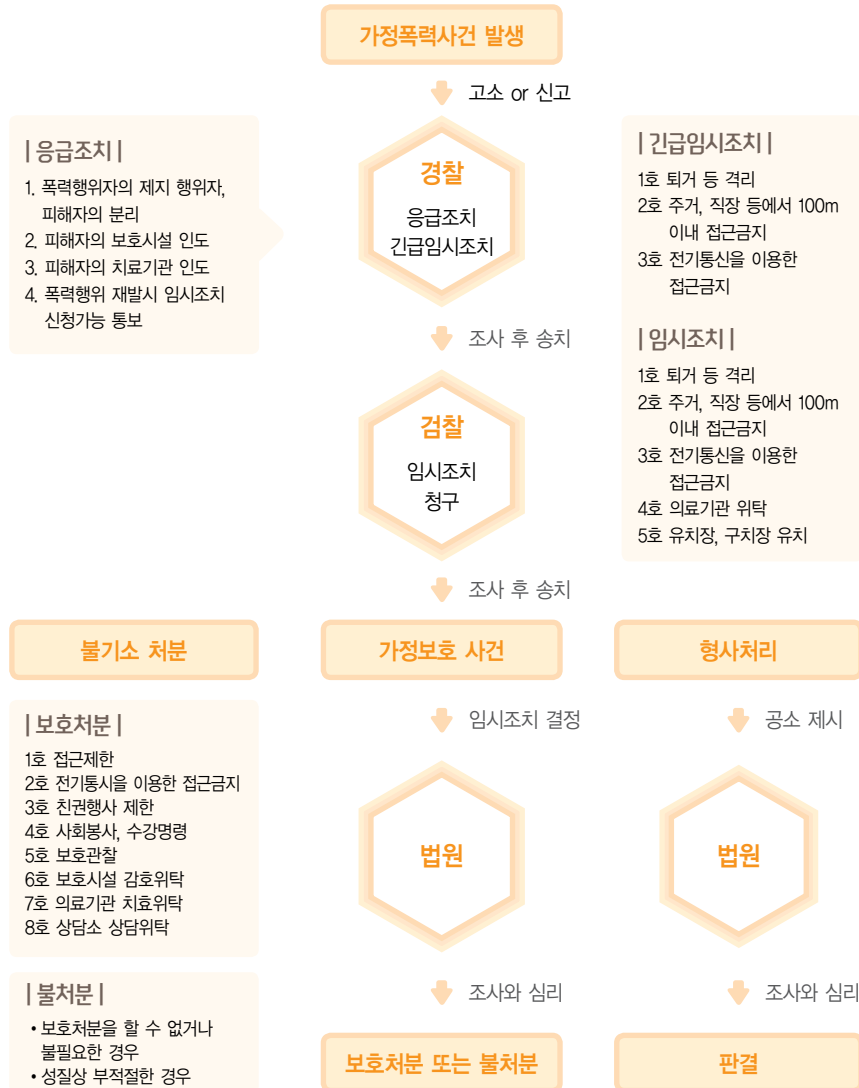 가정폭력사건 발생
고소 or 신고
| 응급조치 |
1. 폭력행위자의 제지 행위자,
피해자의 분리
2. 피해자의 보호시설 인도
3. 피해자의 치료기관 인도
4. 폭력행위 재발시 임시조치
신청가능 통보
경찰
응급조치
긴급임시조치
| 긴급임시조치 |
1호 퇴거 등 격리
2호 주거, 직장 등에서 100m
이내 접근금지
3호 전기통신을 이용한
접근금지
조사 후 송치
| 임시조치 |
1호 퇴거 등 격리
2호 주거, 직장 등에서 100m
이내 접근금지
3호 전기통신을 이용한
접근금지
4호 의료기관 위탁
5호 유치장, 구치장 유치
검찰
임시조치
청구
조사 후 송치
불기소 처분
가정보호 사건
형사처리
임시조치 결정
공소 제시
| 보호처분 |
1호 접근제한
2호 전기통시을 이용한 접근금지
3호 친권행사 제한
4호 사회봉사, 수강명령
5호 보호관찰
6호 보호시설 감호위탁
7호 의료기관 치효위탁
8호 상담소 상담위탁
법원
법원
| 불처분 |
• 보호처분을 할 수 없거나
불필요한 경우
• 성질상 부적절한 경우
조사와 심리
조사와 심리
보호처분 또는 불처분
판결